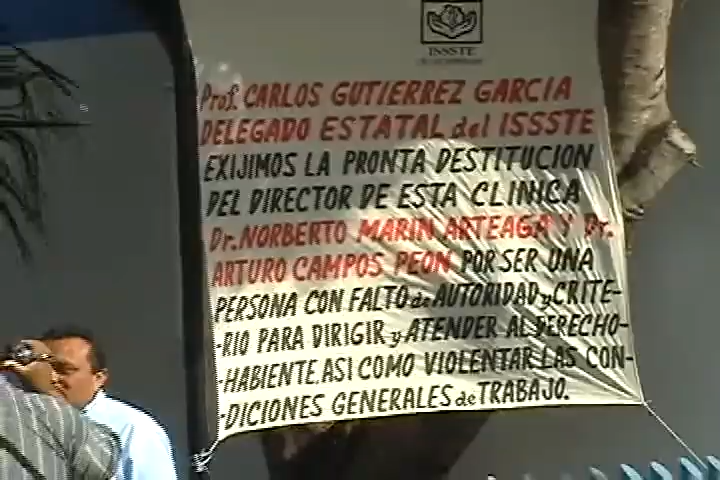 ISSSTE
Prof. CARLOS GUTIERREZ GARCIA
DELEGADO ESTATAL del ISSSTE
EXIJIMOS LA PRONTA DESTITUCION
DEL DIRECTOR DE ESTA CLINICA
Dr. NORBERTO MARIN ARTEAGA Y Dr.
ARTURO CAMPOS PEON POR SER UNA
PERSONA CON FALTO de AUTORIDAD y CRITE-
-RIO PARA DIRIGIR y ATENDER AL DERECHO-
-HABIENTE, ASI COMO VIOLENTAR LAS CON-
-DICIONES GENERALES de TRABAJO.